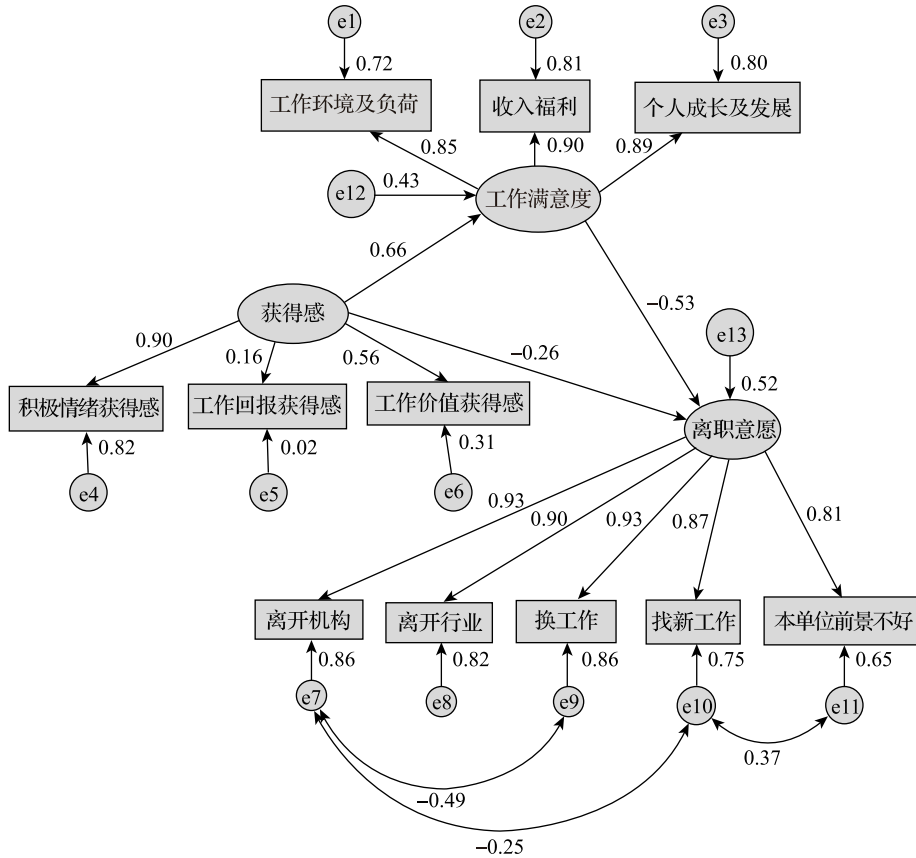 e1
e2
e3
0.72
0.81
0.80
工作环境及负荷
收入福利
个人成长及发展
0.85
0.90
0.89
e12
0.43
工作满意度
0.66
获得感
−0.53
e13
0.90
0.16
0.56
−0.26
0.52
积极情绪获得感
工作回报获得感
工作价值获得感
离职意愿
0.82
0.02
0.31
e4
e5
e6
0.93
0.90
0.93
0.87
0.81
离开机构
离开行业
换工作
找新工作
本单位前景不好
0.86
0.82
0.86
0.75
0.65
e7
e8
e9
e10
e11
0.37
−0.49
−0.25